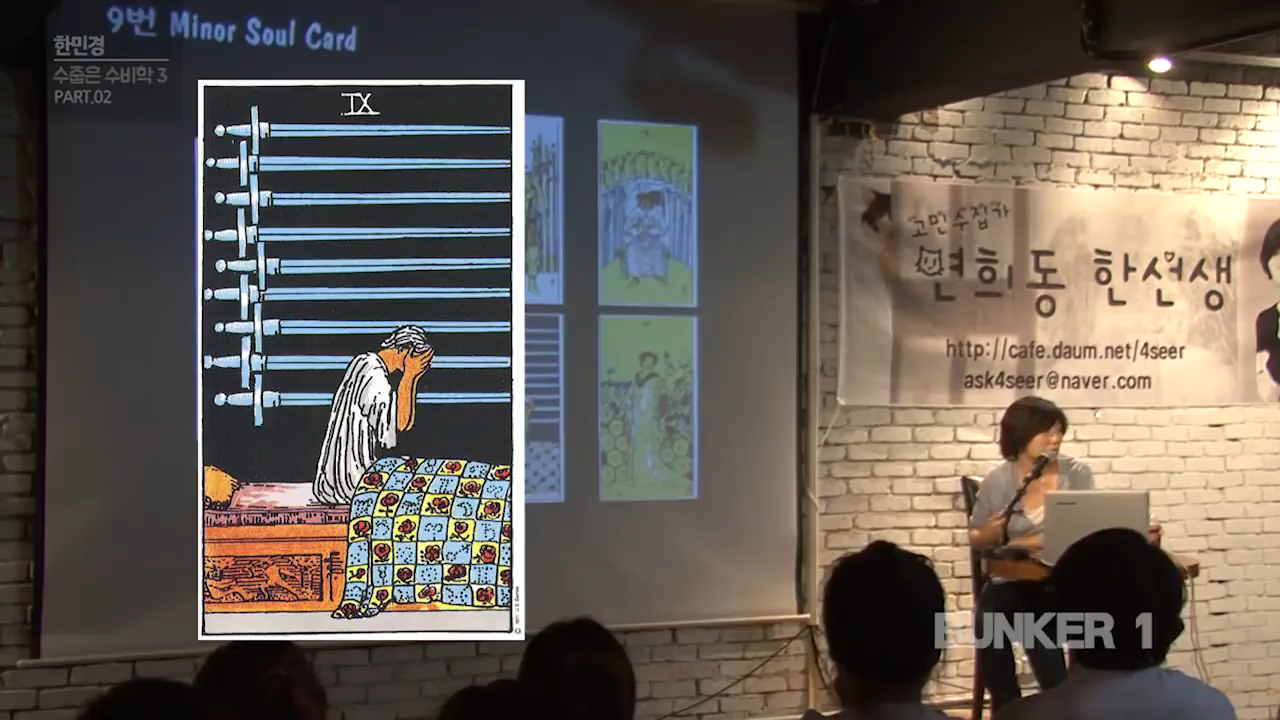 9번 Minor Soul Card
한민경
수줍은 수비학 3
PART.02
IX
고민 수집가
연희동 한선생
http://cafe.daum.net/4seer
ask4seer@naver.com
BUNKER 1